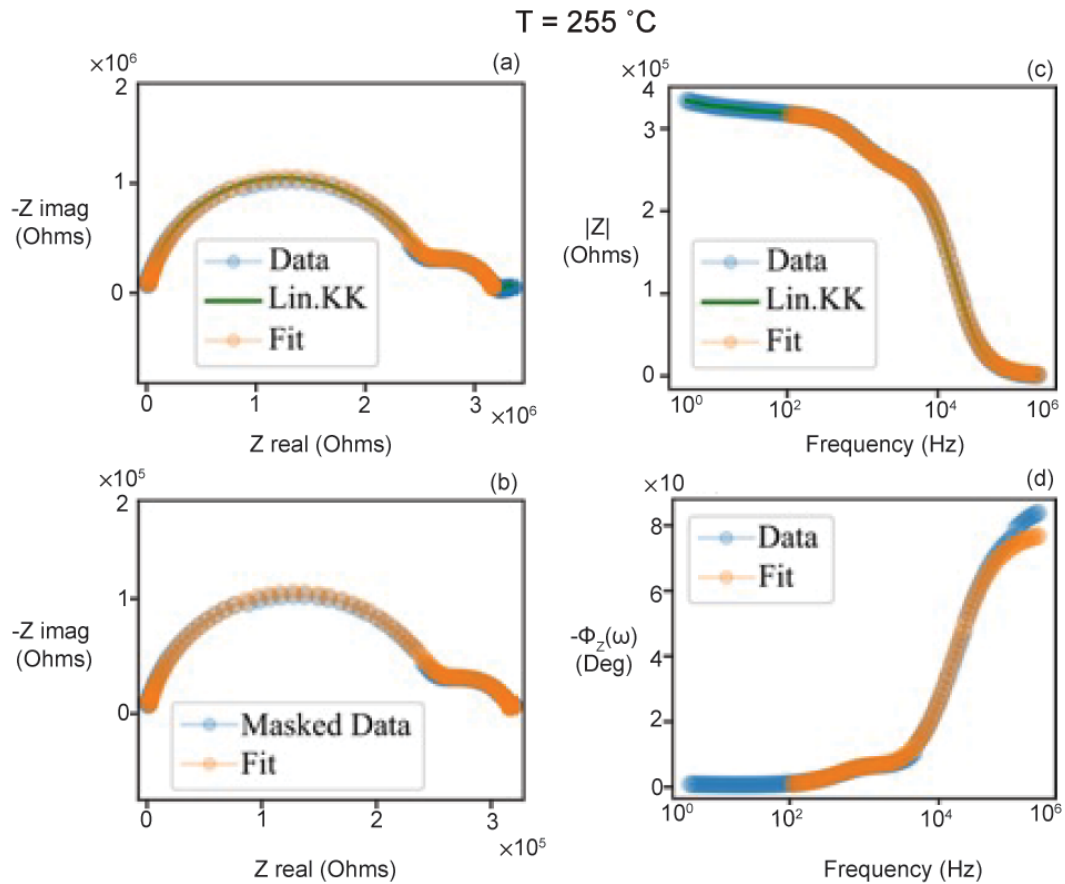 T = 255 ˚C
×10⁶
(a)
2
1
0
-Z imag
(Ohms)
Data
Lin.KK
Fit
0
1
2
3
×10⁶
Z real (Ohms)
×10⁵
(c)
4
3
2
1
0
|Z|
(Ohms)
Data
Lin.KK
Fit
10⁰
10²
10⁴
10⁶
Frequency (Hz)
×10⁵
(b)
2
1
0
-Z imag
(Ohms)
Masked Data
Fit
0
1
2
3
×10⁵
Z real (Ohms)
×10
(d)
8
6
4
2
0
-Φ_Z(ω)
(Deg)
Data
Fit
10⁰
10²
10⁴
10⁶
Frequency (Hz)